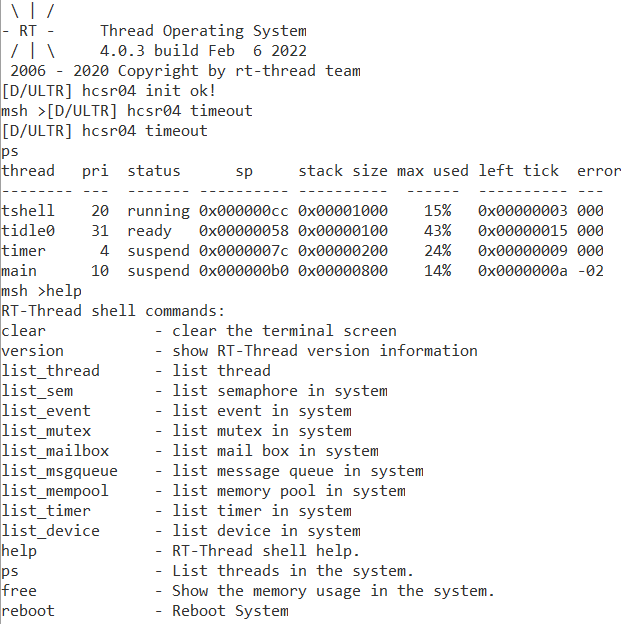 \ | /
- RT -     Thread Operating System
 / | \     4.0.3 build Feb  6 2022
 2006 - 2020 Copyright by rt-thread team
[D/ULTR] hcsr04 init ok!
msh >[D/ULTR] hcsr04 timeout
[D/ULTR] hcsr04 timeout
ps
thread   pri  status      sp     stack size max used left tick  error
-------- ---  ------- ---------- ----------  ------  ---------- ---
tshell    20  running 0x000000cc 0x00001000    15%   0x00000003 000
tidle0    31  ready   0x00000058 0x00000100    43%   0x00000015 000
timer      4  suspend 0x0000007c 0x00000200    24%   0x00000009 000
main      10  suspend 0x000000b0 0x00000800    14%   0x0000000a -02
msh >help
RT-Thread shell commands:
clear            - clear the terminal screen
version          - show RT-Thread version information
list_thread      - list thread
list_sem         - list semaphore in system
list_event       - list event in system
list_mutex       - list mutex in system
list_mailbox     - list mail box in system
list_msgqueue    - list message queue in system
list_mempool     - list memory pool in system
list_timer       - list timer in system
list_device      - list device in system
help             - RT-Thread shell help.
ps               - List threads in the system.
free             - Show the memory usage in the system.
reboot           - Reboot System